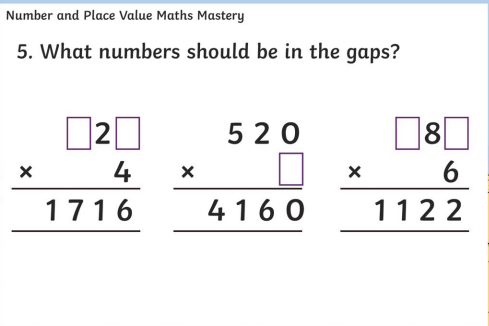 Number and Place Value Maths Mastery
5. What numbers should be in the gaps?
□2□ 520 □8□
× 4 × □ × 6
1716 4160 1122